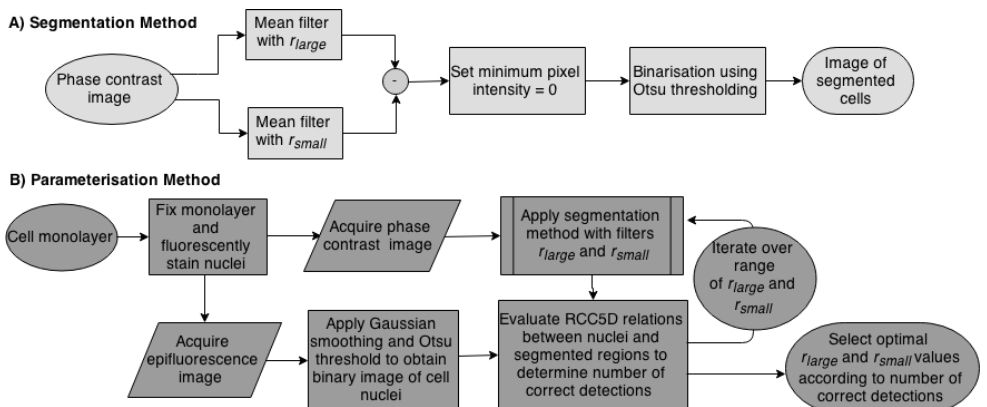 A) Segmentation Method
Phase contrast
image
Mean filter
with r_large
Mean filter
with r_small
-
Set minimum pixel
intensity = 0
Binarisation using
Otsu thresholding
Image of
segmented
cells
B) Parameterisation Method
Cell monolayer
Fix monolayer
and
fluorescently
stain nuclei
Acquire phase
contrast image
Apply segmentation
method with filters
r_large and r_small
Iterate over
range
of r_large and
r_small
Acquire
epifluorescence
image
Apply Gaussian
smoothing and Otsu
threshold to obtain
binary image of cell
nuclei
Evaluate RCC5D relations
between nuclei and
segmented regions to
determine number of
correct detections
Select optimal
r_large and r_small values
according to number of
correct detections